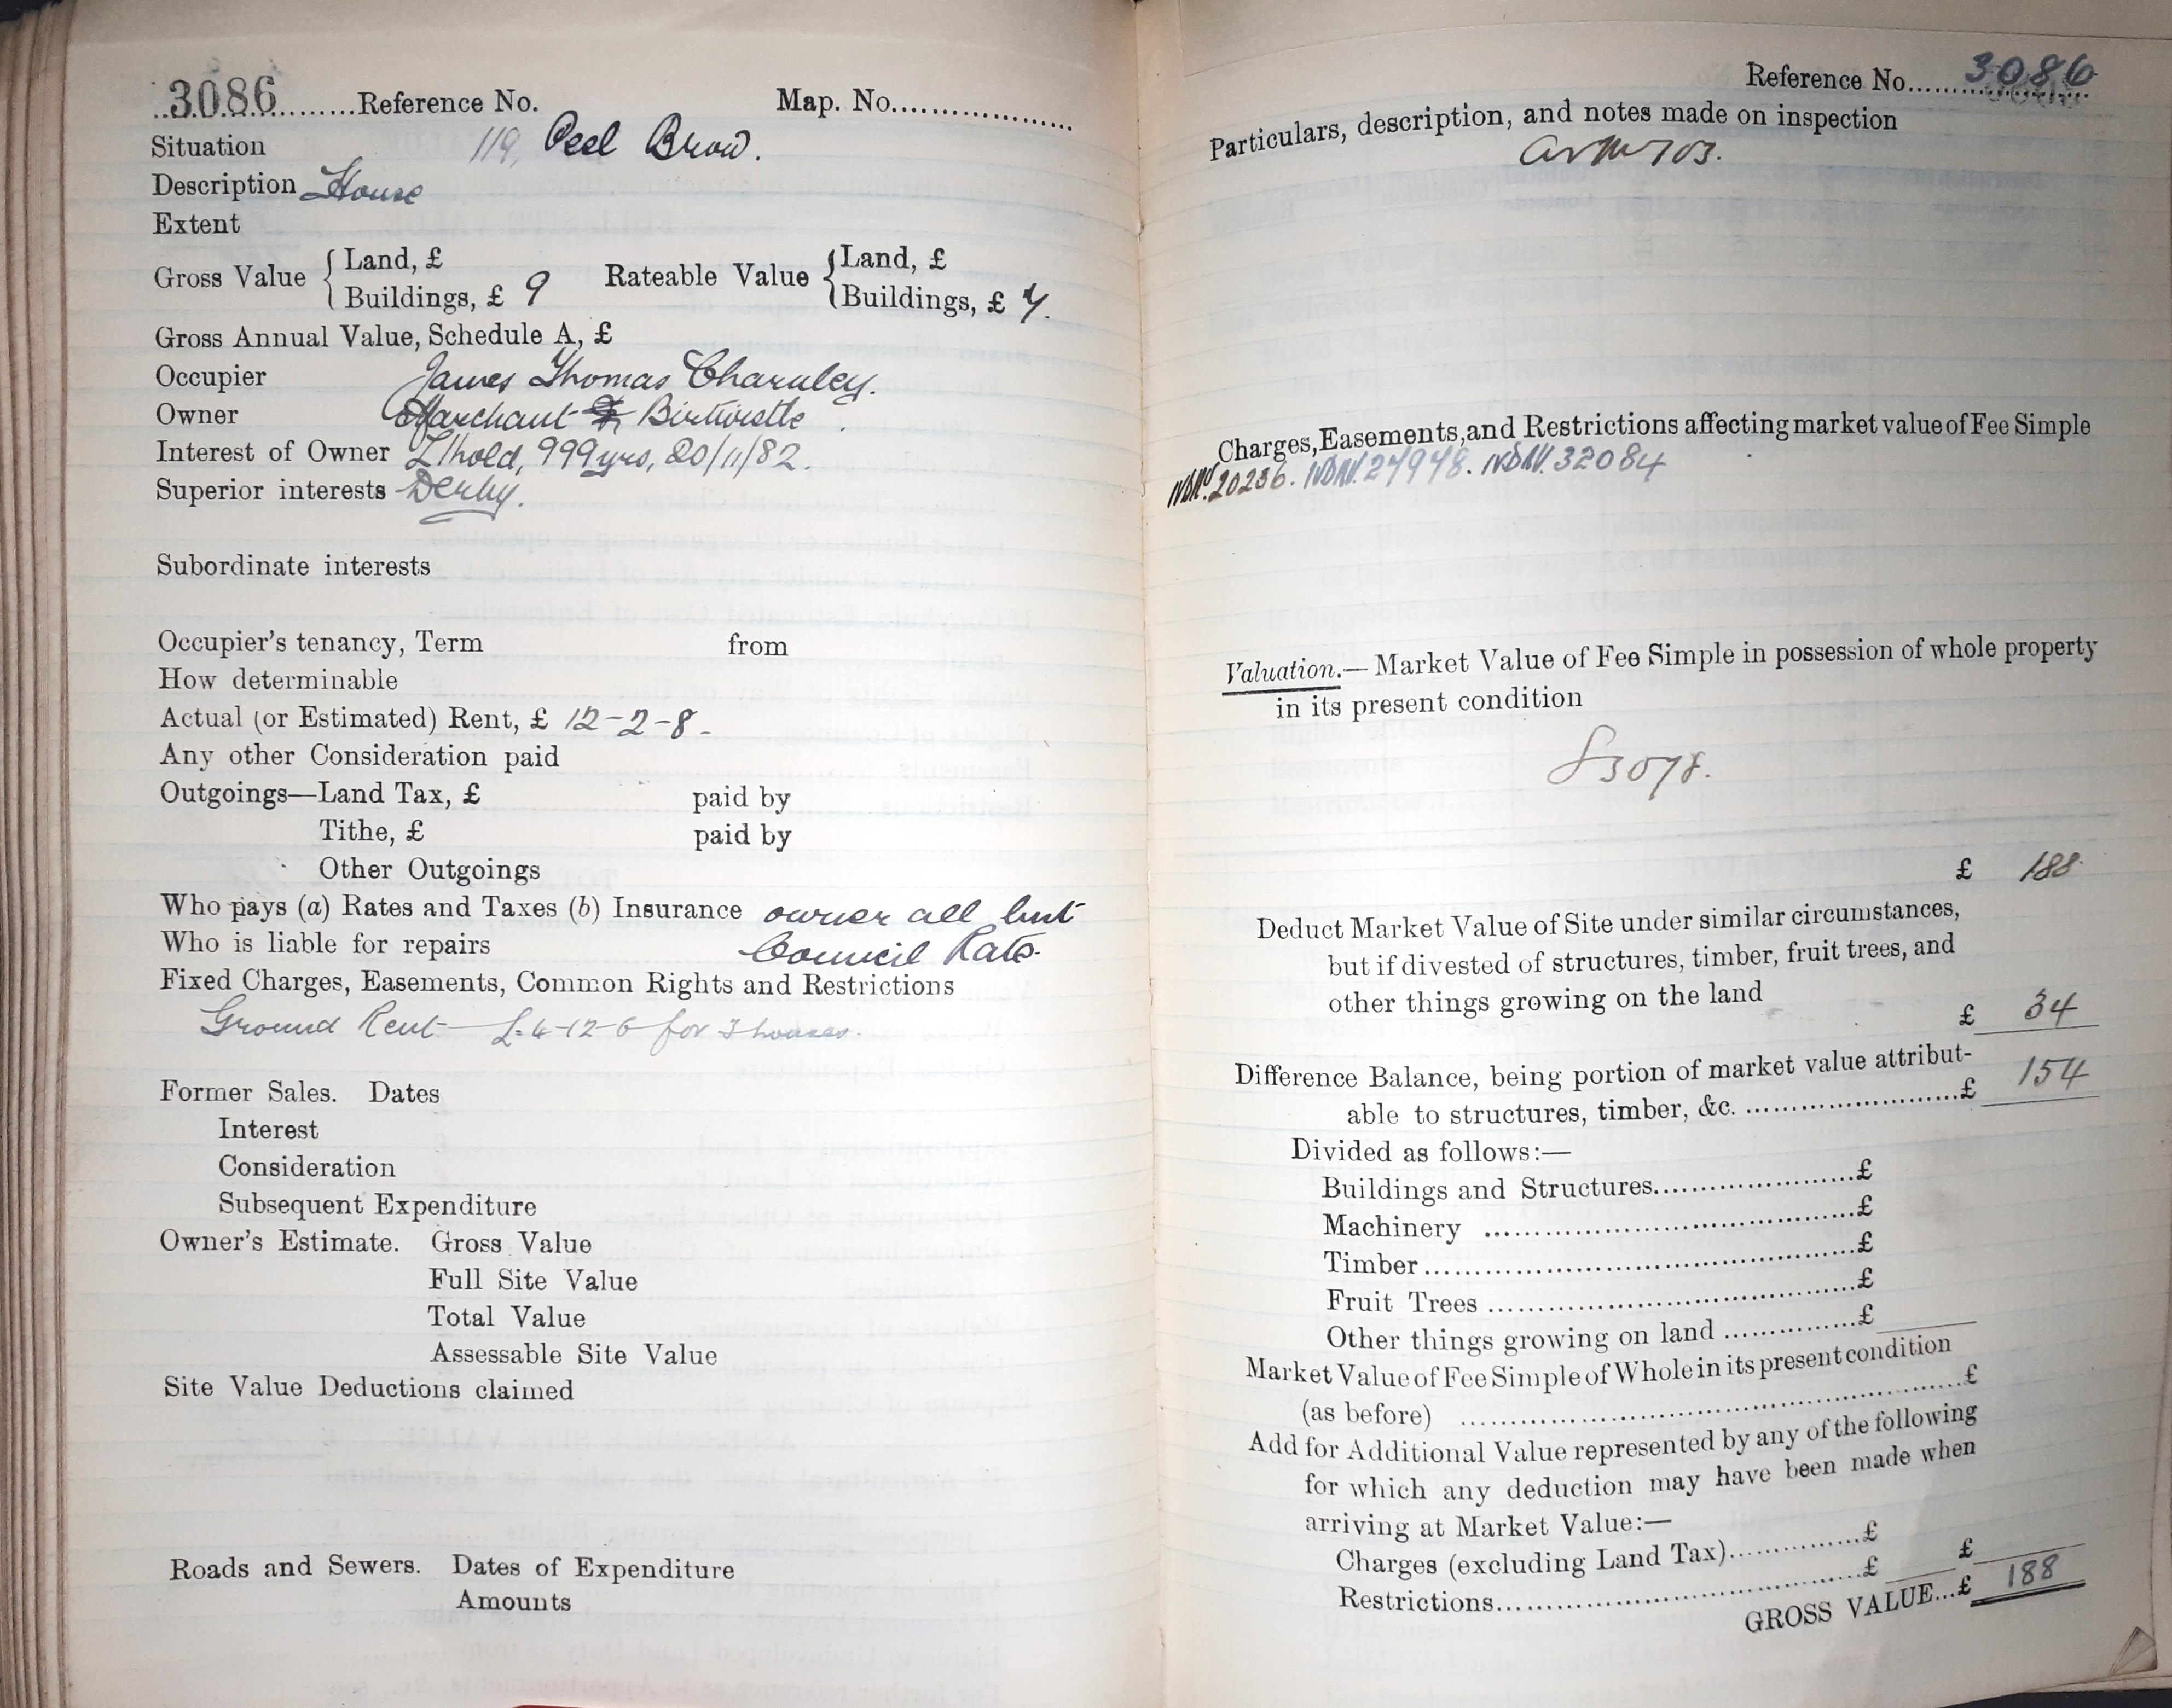 3086 Reference No. Map. No.
Situation 119, Peel Brow.
Description House
Extent
Gross Value { Land, £ Rateable Value { Land, £
Buildings, £ 9 Buildings, £ 7.
Gross Annual Value, Schedule A, £
Occupier James Thomas Charnley.
Owner Marchant Birtwistle
Interest of Owner L'hold, 999 yrs, 20/11/82.
Superior interests Derby.
Subordinate interests
Occupier's tenancy, Term from
How determinable
Actual (or Estimated) Rent, £ 12-2-8-
Any other Consideration paid
Outgoings—Land Tax, £ paid by
Tithe, £ paid by
Other Outgoings
Who pays (a) Rates and Taxes (b) Insurance owner all but
Who is liable for repairs Council Rate.
Fixed Charges, Easements, Common Rights and Restrictions
Ground Rent £4-12-6 for 3 houses.
Former Sales. Dates
Interest
Consideration
Subsequent Expenditure
Owner's Estimate. Gross Value
Full Site Value
Total Value
Assessable Site Value
Site Value Deductions claimed
Roads and Sewers. Dates of Expenditure
Amounts
Reference No. 3086
Particulars, description, and notes made on inspection
Charges, Easements, and Restrictions affecting market value of Fee Simple
20236. 27948. 32084
Valuation.— Market Value of Fee Simple in possession of whole property
in its present condition
£ 188
Deduct Market Value of Site under similar circumstances,
but if divested of structures, timber, fruit trees, and
other things growing on the land
£ 34
Difference Balance, being portion of market value attribut-
able to structures, timber, &c. £ 154
Divided as follows:—
Buildings and Structures £
Machinery £
Timber £
Fruit Trees £
Other things growing on land £
Market Value of Fee Simple of Whole in its present condition
(as before) £
Add for Additional Value represented by any of the following
for which any deduction may have been made when
arriving at Market Value:—
Charges (excluding Land Tax) £
Restrictions £ £
GROSS VALUE...£ 188